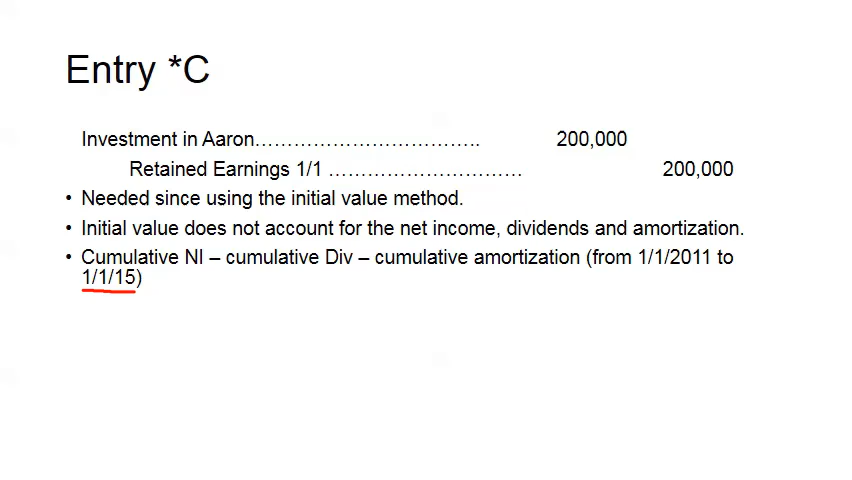 Entry *C
Investment in Aaron…………………………….. 200,000
Retained Earnings 1/1 ………………………… 200,000
• Needed since using the initial value method.
• Initial value does not account for the net income, dividends and amortization.
• Cumulative NI – cumulative Div – cumulative amortization (from 1/1/2011 to
1/1/15)